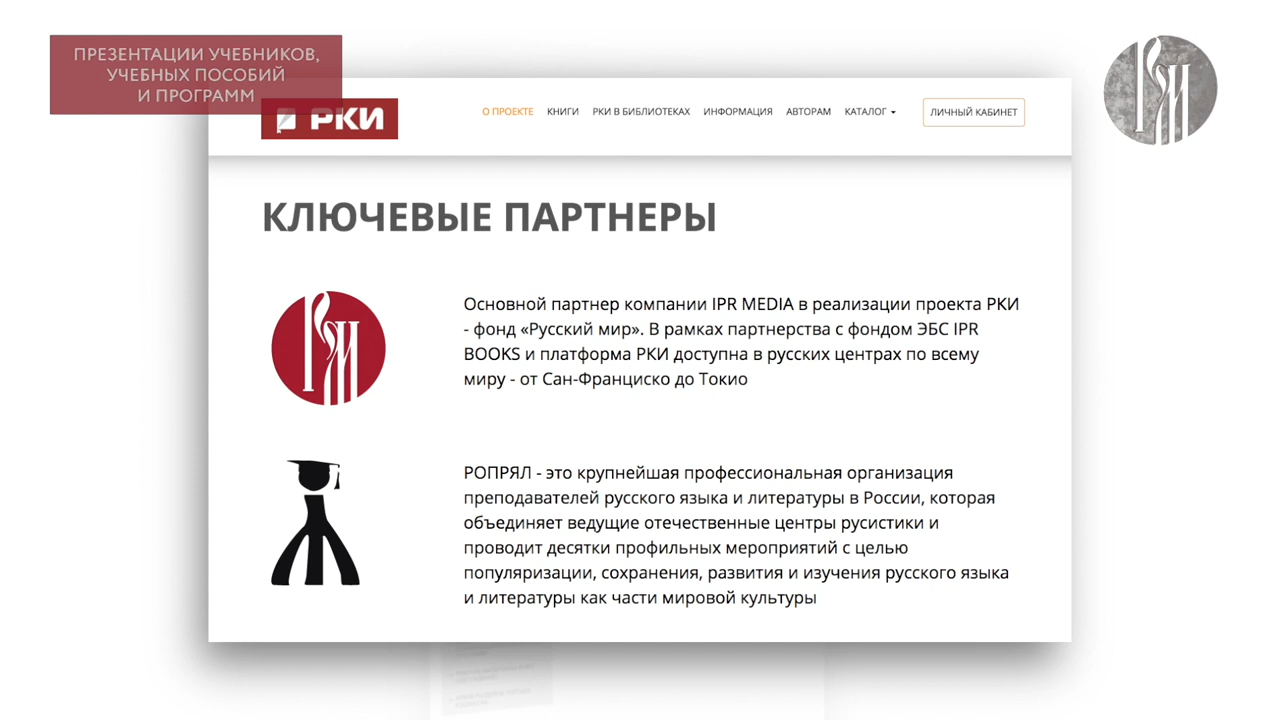 ПРЕЗЕНТАЦИИ УЧЕБНИКОВ,
УЧЕБНЫХ ПОСОБИЙ
И ПРОГРАММ
РКИ
О ПРОЕКТЕ КНИГИ РКИ В БИБЛИОТЕКАХ ИНФОРМАЦИЯ АВТОРАМ КАТАЛОГ ЛИЧНЫЙ КАБИНЕТ
РМ
КЛЮЧЕВЫЕ ПАРТНЕРЫ
РМ
Основной партнер компании IPR MEDIA в реализации проекта РКИ
- фонд «Русский мир». В рамках партнерства с фондом ЭБС IPR
BOOKS и платформа РКИ доступна в русских центрах по всему
миру - от Сан-Франциско до Токио
РОПРЯЛ - это крупнейшая профессиональная организация
преподавателей русского языка и литературы в России, которая
объединяет ведущие отечественные центры русистики и
проводит десятки профильных мероприятий с целью
популяризации, сохранения, развития и изучения русского языка
и литературы как части мировой культуры